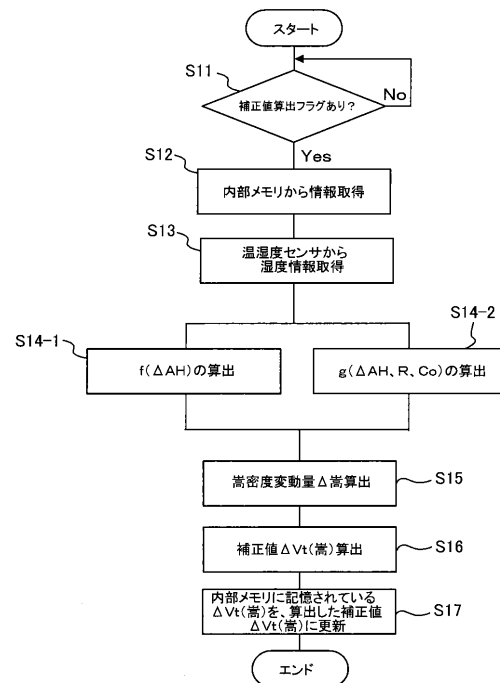 スタート
S11
補正値算出フラグあり?
No
Yes
S12
内部メモリから情報取得
S13
温湿度センサから
湿度情報取得
S14-1
f(ΔAH)の算出
S14-2
g(ΔAH、R、Co)の算出
嵩密度変動量Δ嵩算出
S15
補正値ΔVt(嵩)算出
S16
内部メモリに記憶されている
ΔVt(嵩)を、算出した補正値
ΔVt(嵩)に更新
S17
エンド